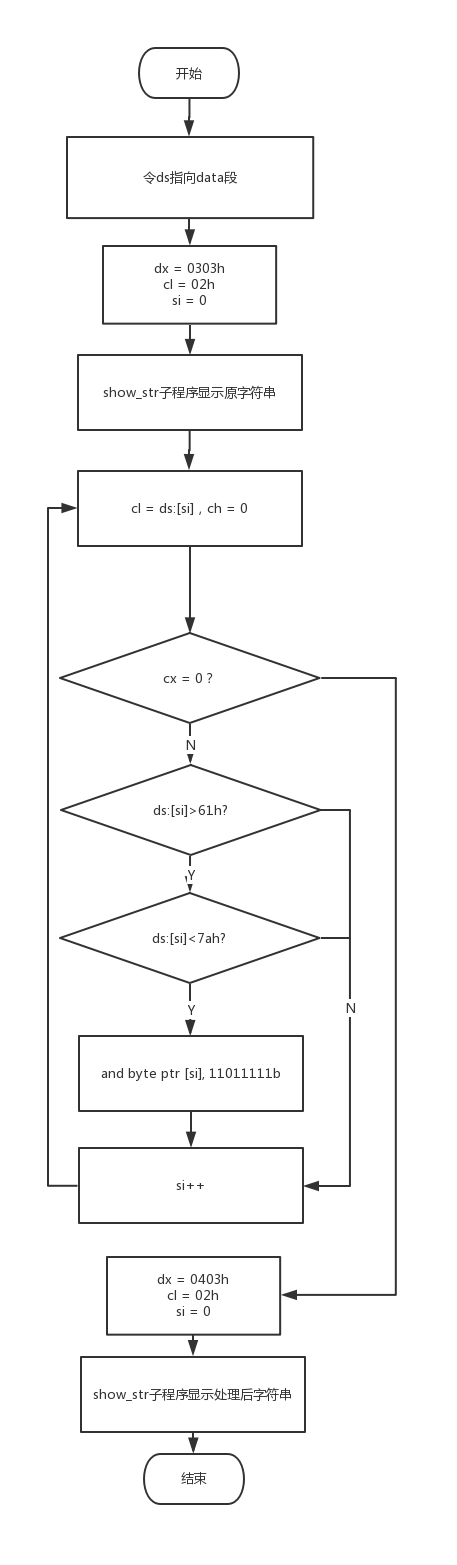 开始
令ds指向data段
dx = 0303h
cl = 02h
si = 0
show_str子程序显示原字符串
cl = ds:[si] , ch = 0
cx = 0 ?
N
ds:[si]>61h?
Y
ds:[si]<7ah?
N
Y
and byte ptr [si], 11011111b
si++
dx = 0403h
cl = 02h
si = 0
show_str子程序显示处理后字符串
结束